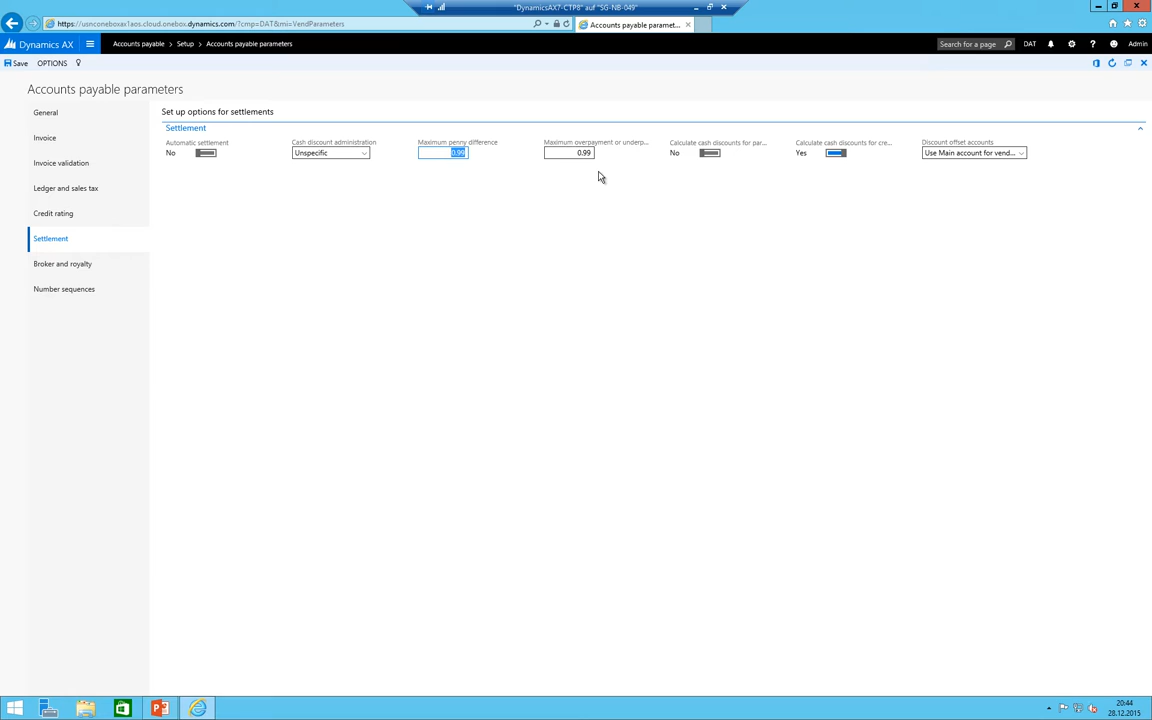 "DynamicsAX7-CTP8" auf "SG-NB-049"
https://usnconeboxax1aos.cloud.onebox.dynamics.com/?cmp=DAT&mi=VendParameters
Accounts payable paramet...
Dynamics AX
Accounts payable > Setup > Accounts payable parameters
Search for a page
DAT
Admin
Save
OPTIONS
Accounts payable parameters
General
Invoice
Invoice validation
Ledger and sales tax
Credit rating
Settlement
Broker and royalty
Number sequences
Set up options for settlements
Settlement
Automatic settlement
No
Cash discount administration
Unspecific
Maximum penny difference
0.99
Maximum overpayment or underp...
0.99
Calculate cash discounts for par...
No
Calculate cash discounts for cre...
Yes
Discount offset accounts
Use Main account for vend...
20:44
28.12.2015